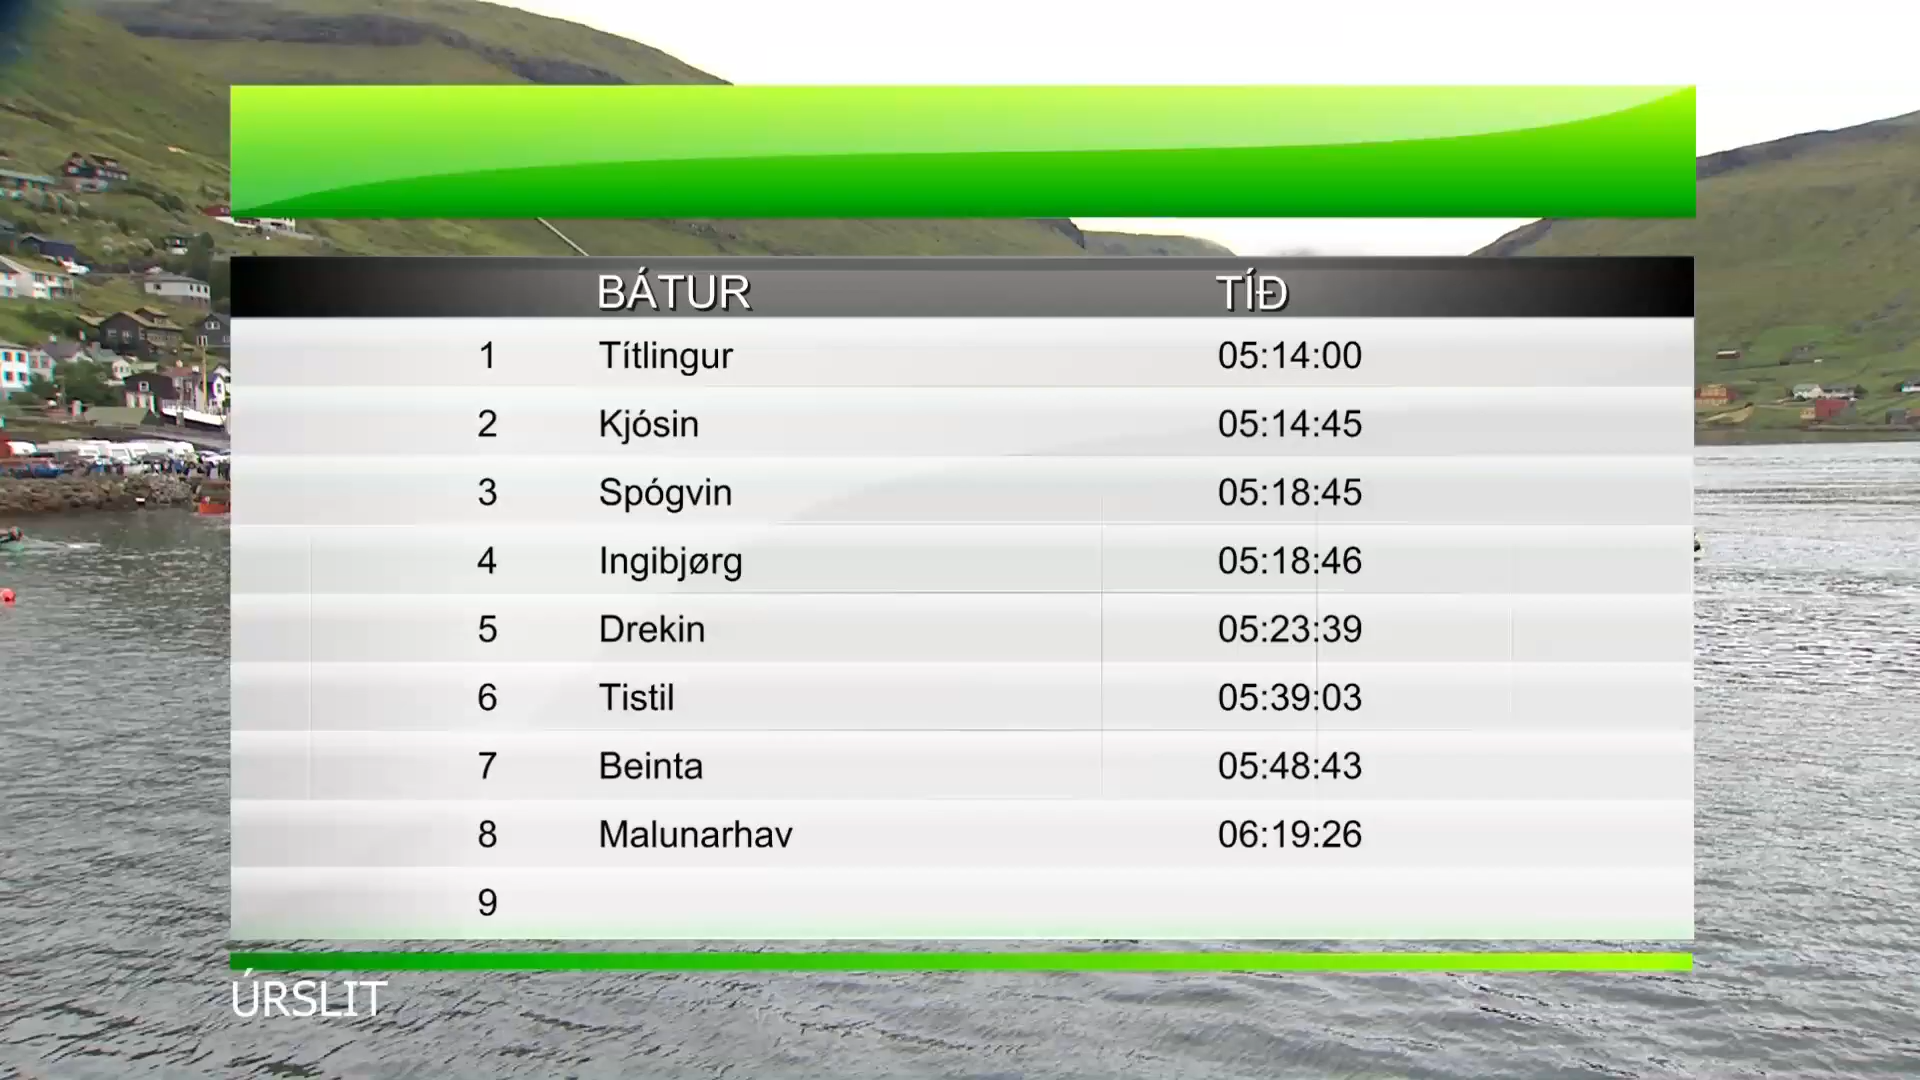 BÁTUR TÍÐ
1 Títlingur 05:14:00
2 Kjósin 05:14:45
3 Spógvin 05:18:45
4 Ingibjørg 05:18:46
5 Drekin 05:23:39
6 Tistil 05:39:03
7 Beinta 05:48:43
8 Malunarhav 06:19:26
9
ÚRSLIT